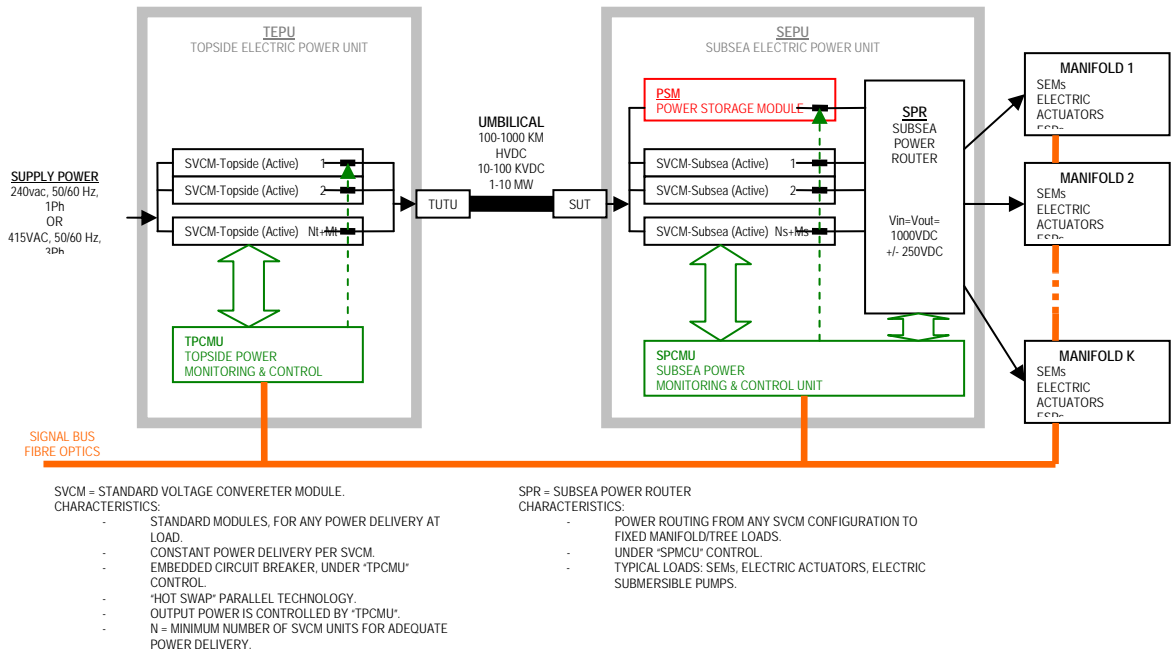 TEPU
TOPSIDE ELECTRIC POWER UNIT
SEPU
SUBSEA ELECTRIC POWER UNIT
SUPPLY POWER
240vac, 50/60 Hz,
1Ph
OR
415VAC, 50/60 Hz,
3Ph
SVCM-Topside (Active) 1
SVCM-Topside (Active) 2
SVCM-Topside (Active) Nt+Mt
TPCMU
TOPSIDE POWER
MONITORING & CONTROL
UMBILICAL
100-1000 KM
HVDC
10-100 KVDC
1-10 MW
TUTU
SUT
PSM
POWER STORAGE MODULE
SVCM-Subsea (Active) 1
SVCM-Subsea (Active) 2
SVCM-Subsea (Active) Ns+Ms
SPCMU
SUBSEA POWER
MONITORING & CONTROL UNIT
SPR
SUBSEA
POWER
ROUTER
Vin=Vout=
1000VDC
+/- 250VDC
MANIFOLD 1
SEMs
ELECTRIC
ACTUATORS
ESPs
MANIFOLD 2
SEMs
ELECTRIC
ACTUATORS
ESPs
MANIFOLD K
SEMs
ELECTRIC
ACTUATORS
ESPs
SIGNAL BUS
FIBRE OPTICS
SVCM = STANDARD VOLTAGE CONVERETER MODULE.
CHARACTERISTICS:
- STANDARD MODULES, FOR ANY POWER DELIVERY AT
LOAD.
- CONSTANT POWER DELIVERY PER SVCM.
- EMBEDDED CIRCUIT BREAKER, UNDER "TPCMU"
CONTROL.
- "HOT SWAP" PARALLEL TECHNOLOGY.
- OUTPUT POWER IS CONTROLLED BY "TPCMU".
- N = MINIMUM NUMBER OF SVCM UNITS FOR ADEQUATE
POWER DELIVERY.
SPR = SUBSEA POWER ROUTER
CHARACTERISTICS:
- POWER ROUTING FROM ANY SVCM CONFIGURATION TO
FIXED MANIFOLD/TREE LOADS.
- UNDER "SPMCU" CONTROL.
- TYPICAL LOADS: SEMs, ELECTRIC ACTUATORS, ELECTRIC
SUBMERSIBLE PUMPS.